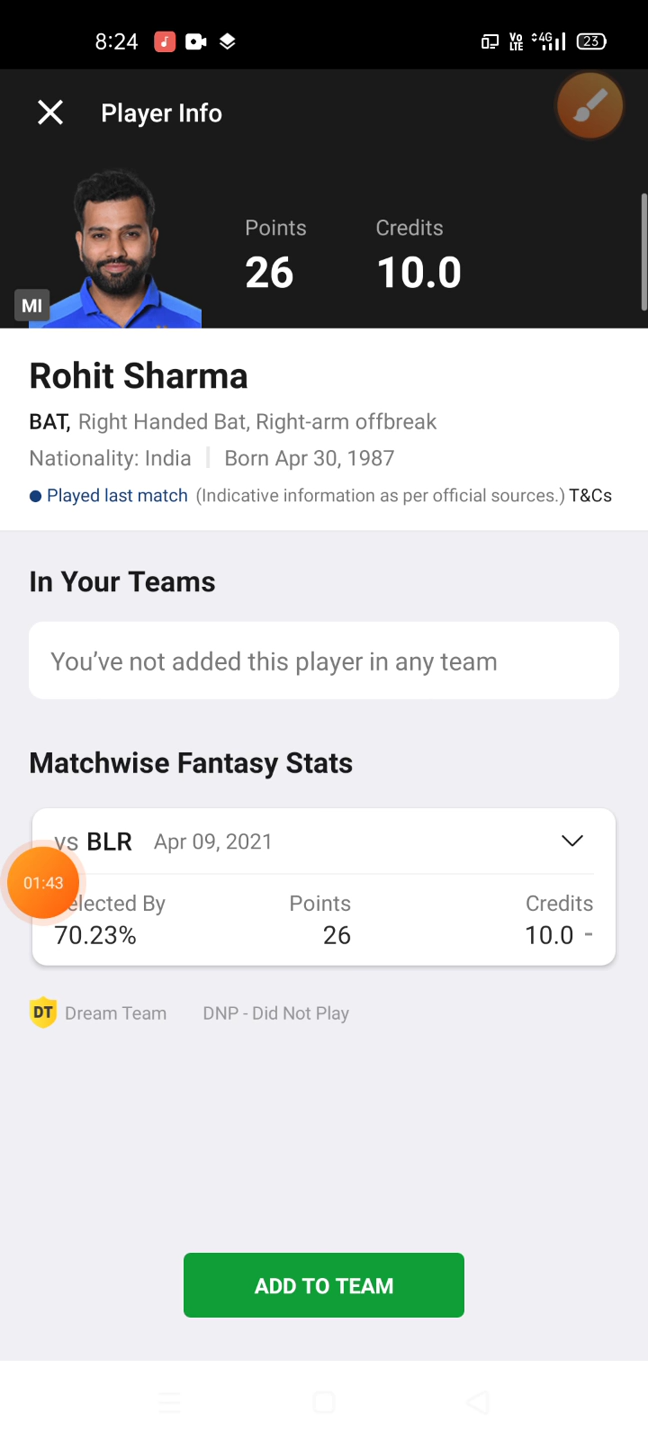 8:24
Vo
LTE
4G
23
Player Info
Points
Credits
26
10.0
MI
Rohit Sharma
BAT, Right Handed Bat, Right-arm offbreak
Nationality: India | Born Apr 30, 1987
Played last match (Indicative information as per official sources.) T&Cs
In Your Teams
You've not added this player in any team
Matchwise Fantasy Stats
vs BLR Apr 09, 2021
01:43
elected By Points Credits
70.23% 26 10.0 -
DT Dream Team DNP - Did Not Play
ADD TO TEAM